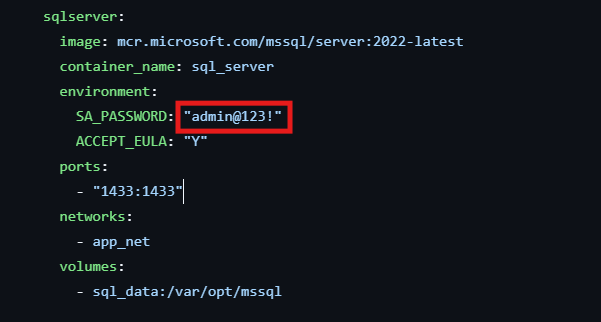 sqlserver:
image: mcr.microsoft.com/mssql/server:2022-latest
container_name: sql_server
environment:
SA_PASSWORD: "admin@123!"
ACCEPT_EULA: "Y"
ports:
- "1433:1433"
networks:
- app_net
volumes:
- sql_data:/var/opt/mssql